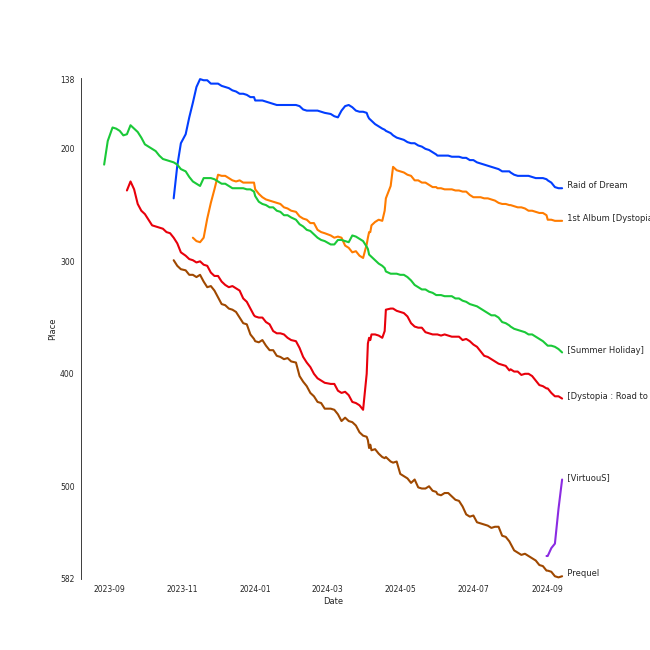 138
200
300
400
500
582
Place
2023-09
2023-11
2024-01
2024-03
2024-05
2024-07
2024-09
Date
Raid of Dream
1st Album [Dystopia
[Summer Holiday]
[Dystopia : Road to
[VirtuouS]
Prequel